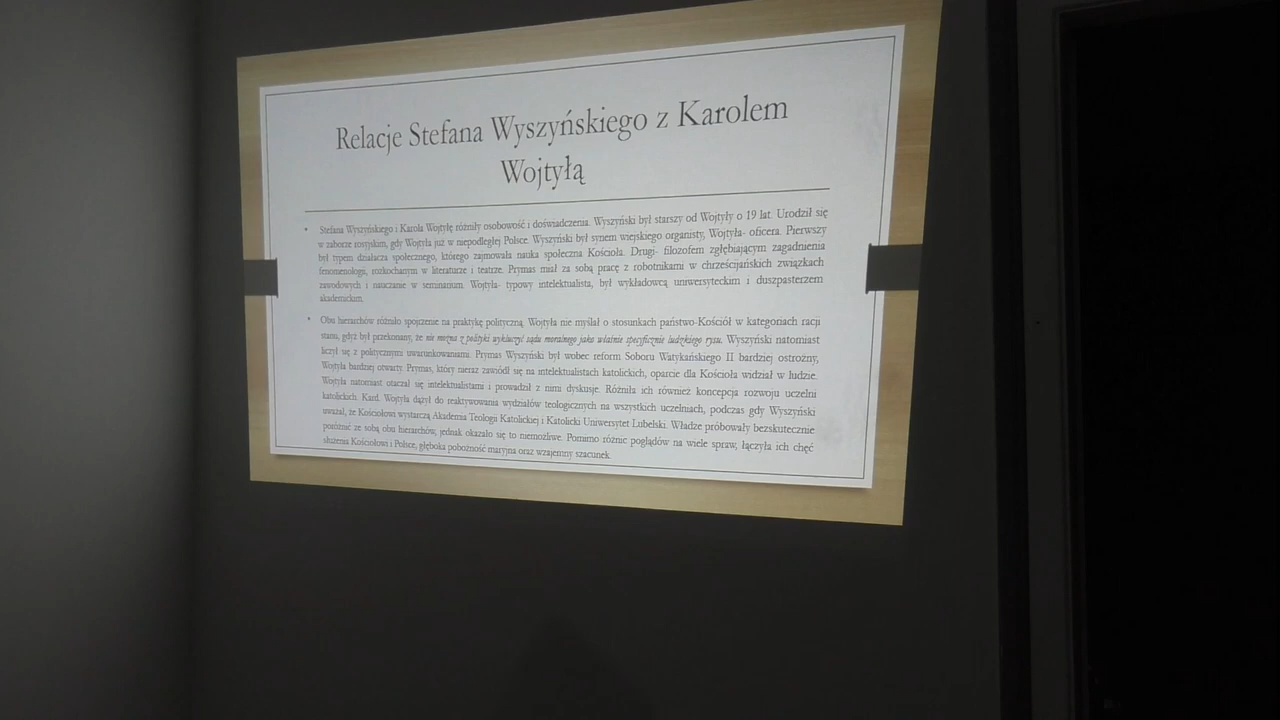 Relacje Stefana Wyszyńskiego z Karolem
Wojtyłą
• Stefana Wyszyńskiego i Karola Wojtyłę różniły osobowość i doświadczenia. Wyszyński był starszy od Wojtyły o 19 lat. Urodził się
w zaborze rosyjskim, gdy Wojtyła już w niepodległej Polsce. Wyszyński był synem wiejskiego organisty, Wojtyła- oficera. Pierwszy
był typem działacza społecznego, którego zajmowała nauka społeczna Kościoła. Drugi- filozofem zgłębiającym zagadnienia
fenomenologii, rozkochanym w literaturze i teatrze. Prymas miał za sobą pracę z robotnikami w chrześcijańskich związkach
zawodowych i nauczanie w seminarium. Wojtyła- typowy intelektualista, był wykładowcą uniwersyteckim i duszpasterzem
akademickim.
• Obu hierarchów różniło spojrzenie na praktykę polityczną. Wojtyła nie myślał o stosunkach państwo-Kościół w kategoriach racji
stanu, gdyż był przekonany, że nie można z polityki wykluczyć sądu moralnego jako właśnie specyficznie ludzkiego rysu. Wyszyński natomiast
liczył się z politycznymi uwarunkowaniami. Prymas Wyszyński był wobec reform Soboru Watykańskiego II bardziej ostrożny,
Wojtyła bardziej otwarty. Prymas, który nieraz zawiódł się na intelektualistach katolickich, oparcie dla Kościoła widział w ludzie.
Wojtyła natomiast otaczał się intelektualistami i prowadził z nimi dyskusje. Różniła ich również koncepcja rozwoju uczelni
katolickich. Kard. Wojtyła dążył do reaktywowania wydziałów teologicznych na wszystkich uczelniach, podczas gdy Wyszyński
uważał, że Kościołowi wystarczą Akademia Teologii Katolickiej i Katolicki Uniwersytet Lubelski. Władze próbowały bezskutecznie
poróżnić ze sobą obu hierarchów, jednak okazało się to niemożliwe. Pomimo różnic poglądów na wiele spraw, łączyła ich chęć
służenia Kościołowi i Polsce, głęboka pobożność maryjna oraz wzajemny szacunek.